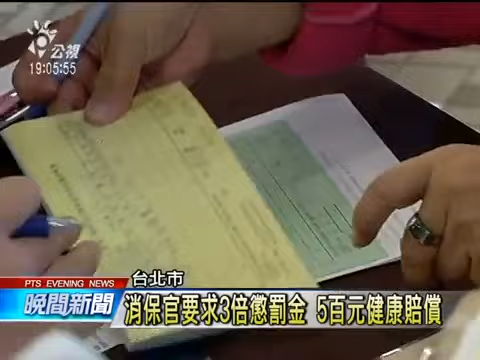 公視
19:05:55
台北市
PTS EVENING NEWS
晚間新聞
消保官要求3倍懲罰金 5百元健康賠償